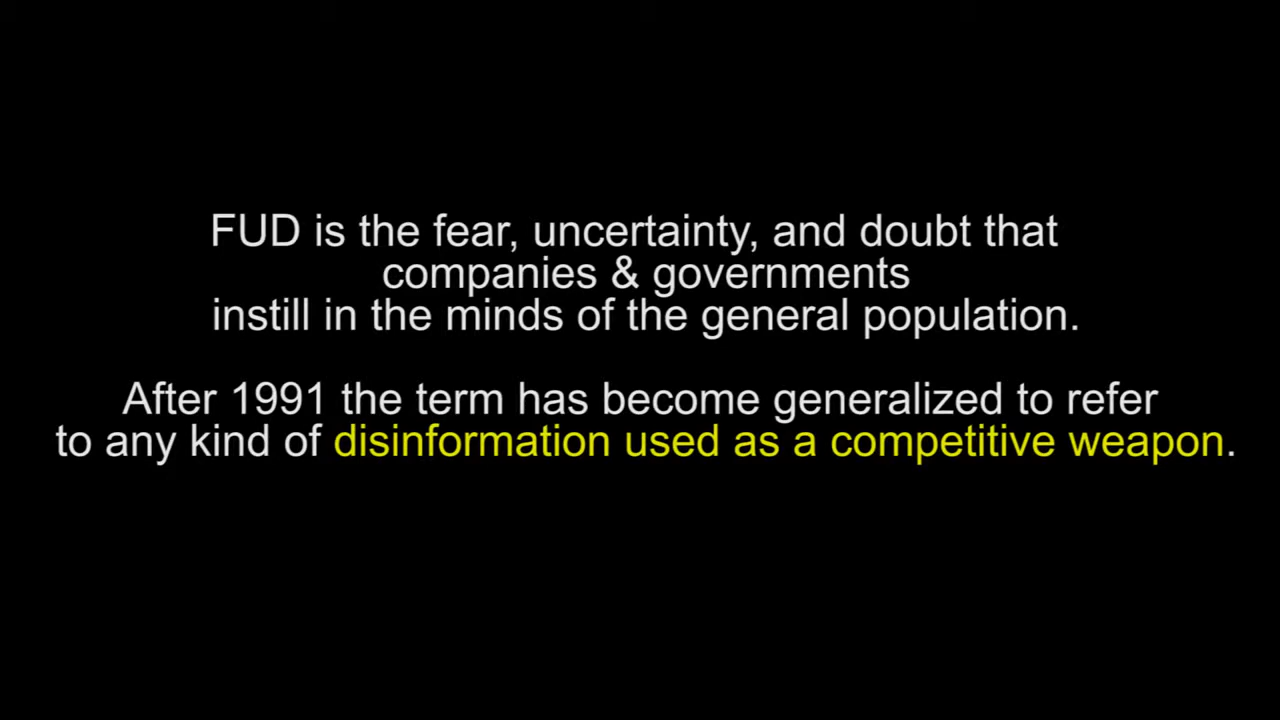 FUD is the fear, uncertainty, and doubt that
companies & governments
instill in the minds of the general population.
After 1991 the term has become generalized to refer
to any kind of disinformation used as a competitive weapon.